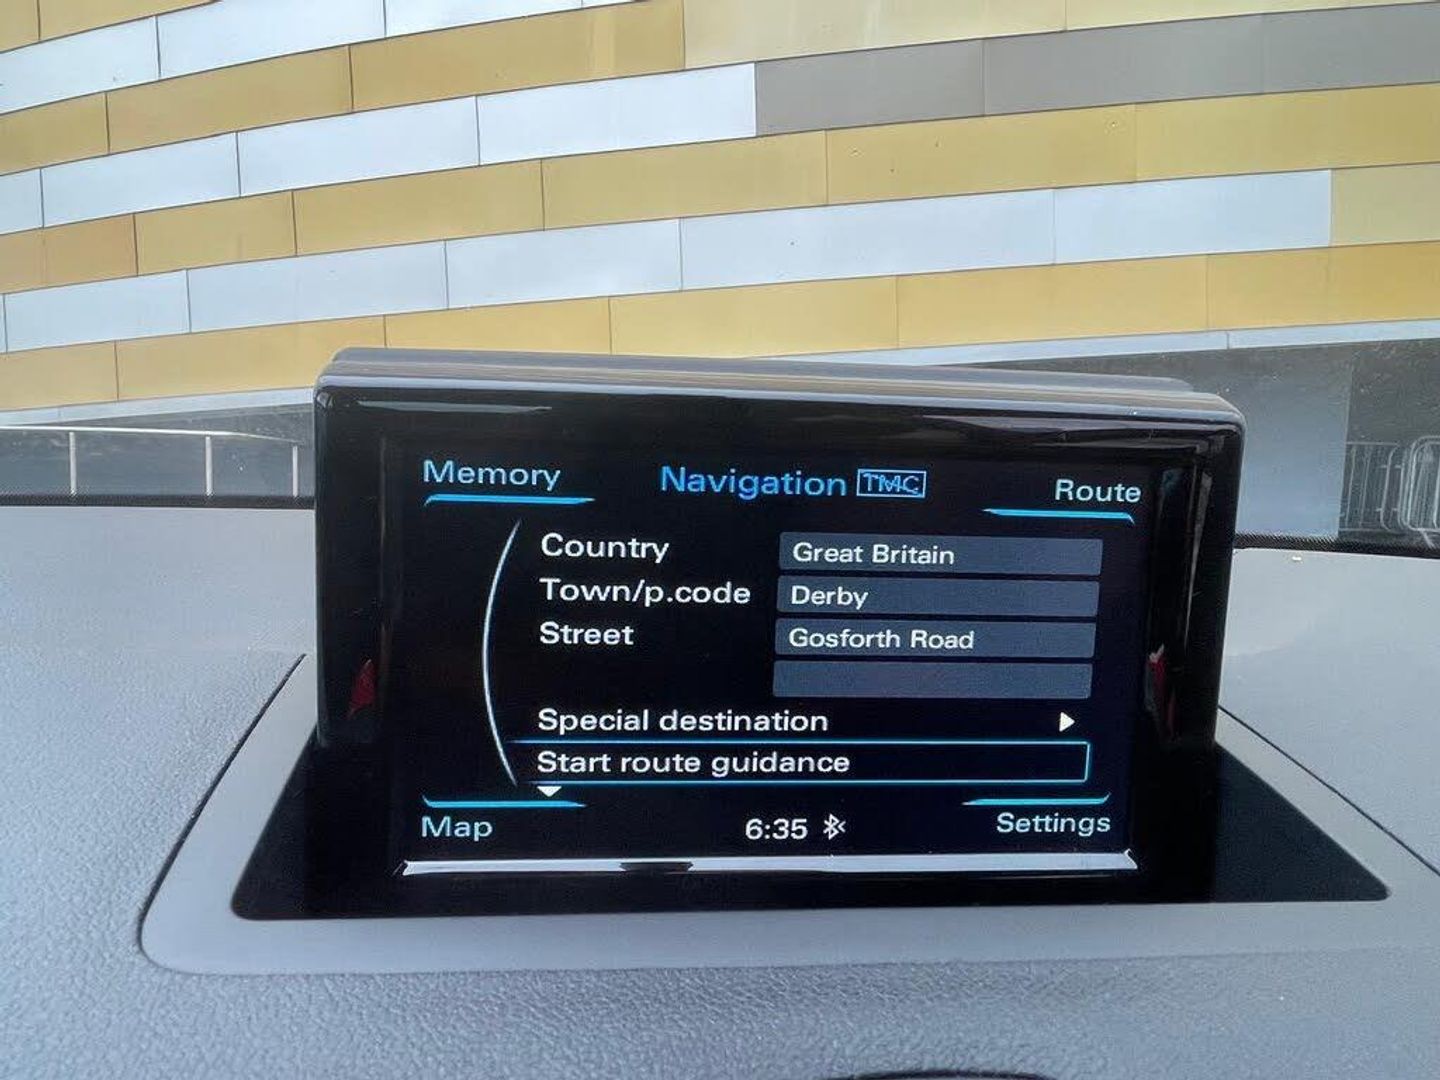 Memory
Navigation TMC
Route
Country Great Britain
Town/p.code Derby
Street Gosforth Road
Special destination
Start route guidance
Map
6:35
Settings